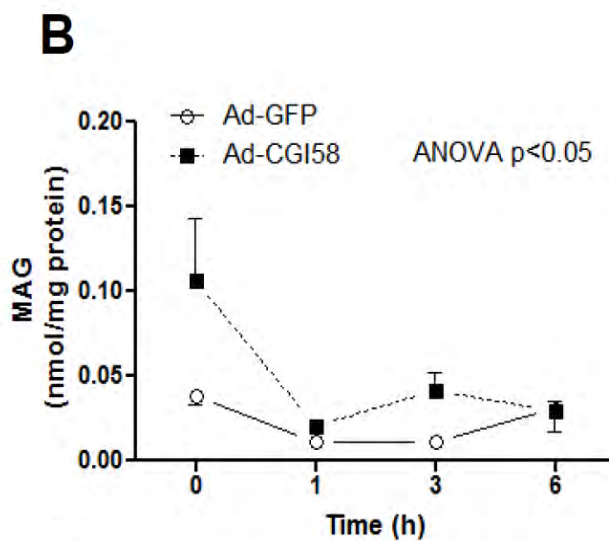 B
Ad-GFP
Ad-CGI58
ANOVA p<0.05
0.20
0.15
0.10
0.05
0.00
MAG
(nmol/mg protein)
0 1 3 6
Time (h)